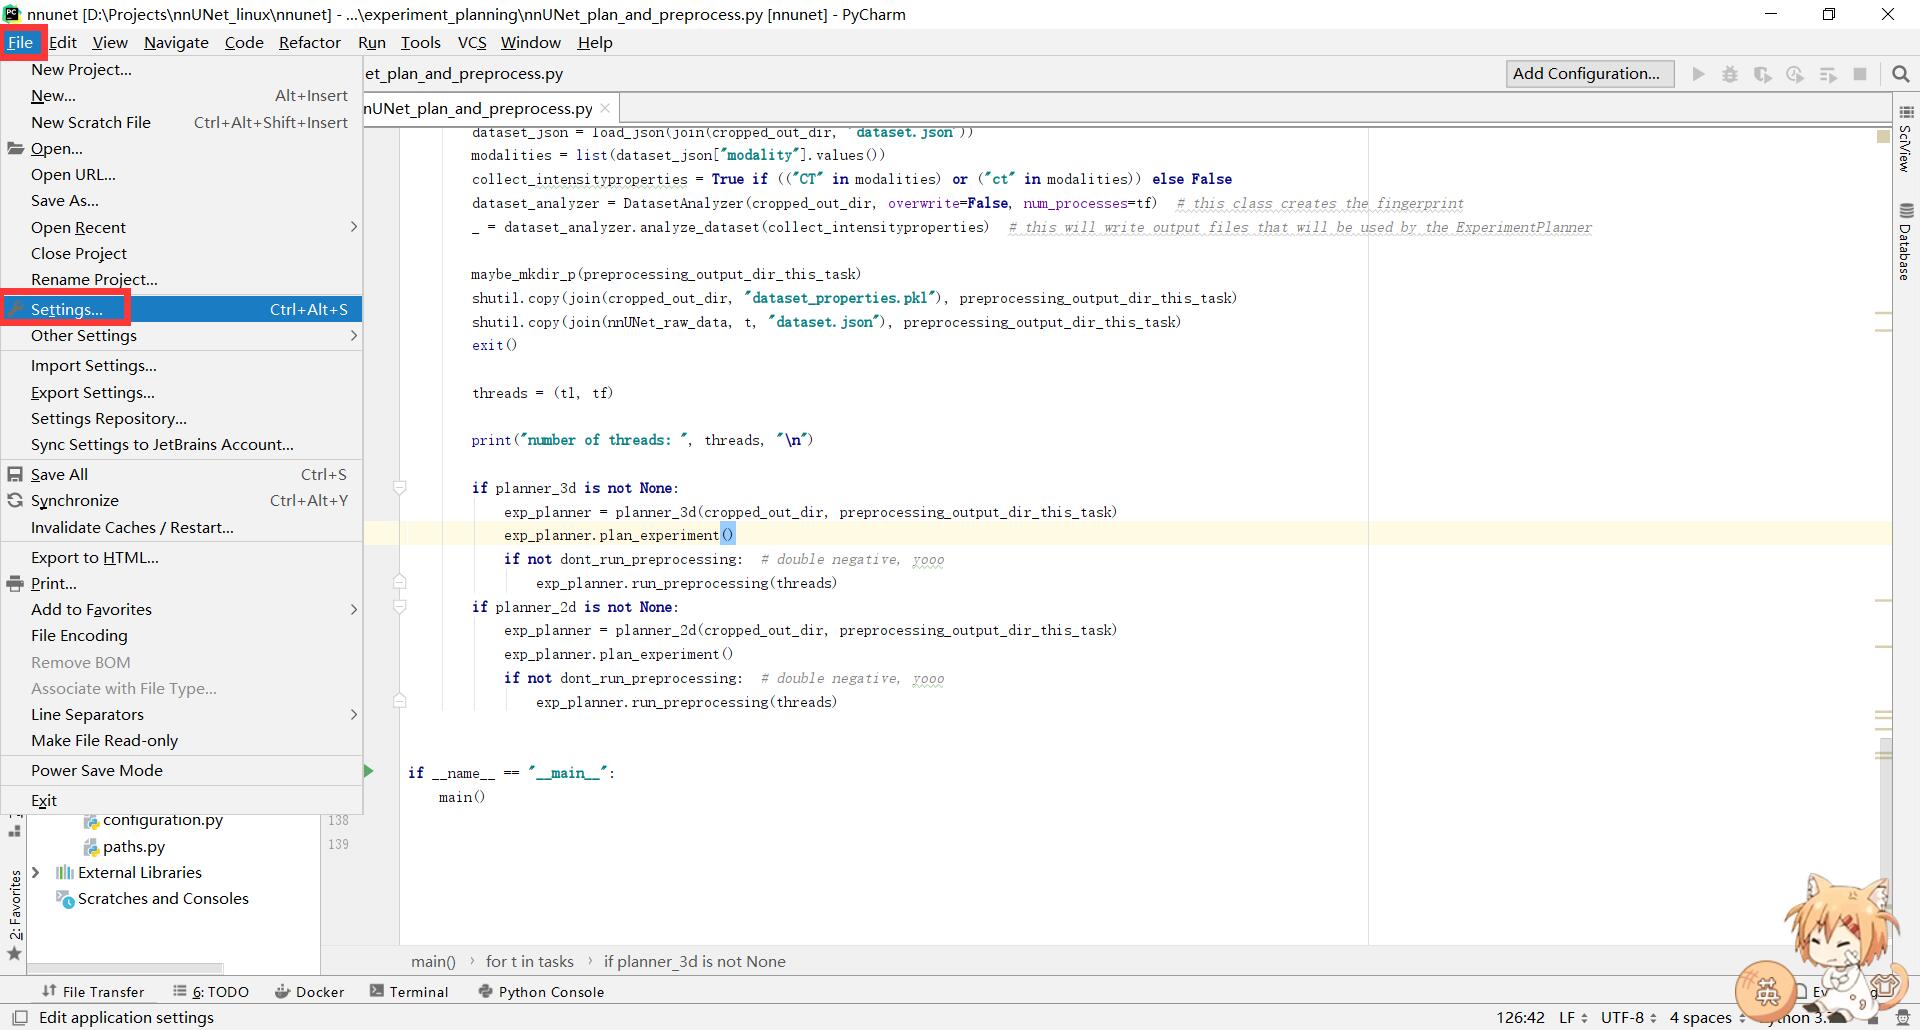 nnunet [D:\Projects\nnUNet_linux\nnunet] - ...\experiment_planning\nnUNet_plan_and_preprocess.py [nnunet] - PyCharm
File Edit View Navigate Code Refactor Run Tools VCS Window Help
et_plan_and_preprocess.py
Add Configuration...
New Project...
New... Alt+Insert
New Scratch File Ctrl+Alt+Shift+Insert
Open...
Open URL...
Save As...
Open Recent
Close Project
Rename Project...
Settings... Ctrl+Alt+S
Other Settings
Import Settings...
Export Settings...
Settings Repository...
Sync Settings to JetBrains Account...
Save All Ctrl+S
Synchronize Ctrl+Alt+Y
Invalidate Caches / Restart...
Export to HTML...
Print...
Add to Favorites
File Encoding
Remove BOM
Associate with File Type...
Line Separators
Make File Read-only
Power Save Mode
Exit
configuration.py
paths.py
External Libraries
Scratches and Consoles
2: Favorites
nUNet_plan_and_preprocess.py
dataset_json = load_json(join(cropped_out_dir, 'dataset.json'))
modalities = list(dataset_json["modality"].values())
collect_intensityproperties = True if (("CT" in modalities) or ("ct" in modalities)) else False
dataset_analyzer = DatasetAnalyzer(cropped_out_dir, overwrite=False, num_processes=tf) # this class creates the fingerprint
_ = dataset_analyzer.analyze_dataset(collect_intensityproperties) # this will write output files that will be used by the ExperimentPlanner
maybe_mkdir_p(preprocessing_output_dir_this_task)
shutil.copy(join(cropped_out_dir, "dataset_properties.pkl"), preprocessing_output_dir_this_task)
shutil.copy(join(nnUNet_raw_data, t, "dataset.json"), preprocessing_output_dir_this_task)
exit()
threads = (tl, tf)
print("number of threads: ", threads, "\n")
if planner_3d is not None:
exp_planner = planner_3d(cropped_out_dir, preprocessing_output_dir_this_task)
exp_planner.plan_experiment()
if not dont_run_preprocessing: # double negative, yooo
exp_planner.run_preprocessing(threads)
if planner_2d is not None:
exp_planner = planner_2d(cropped_out_dir, preprocessing_output_dir_this_task)
exp_planner.plan_experiment()
if not dont_run_preprocessing: # double negative, yooo
exp_planner.run_preprocessing(threads)
if __name__ == "__main__":
main()
138
139
SciView
Database
main() › for t in tasks › if planner_3d is not None
File Transfer 6: TODO Docker Terminal Python Console
英
Edit application settings
126:42 LF UTF-8 4 spaces